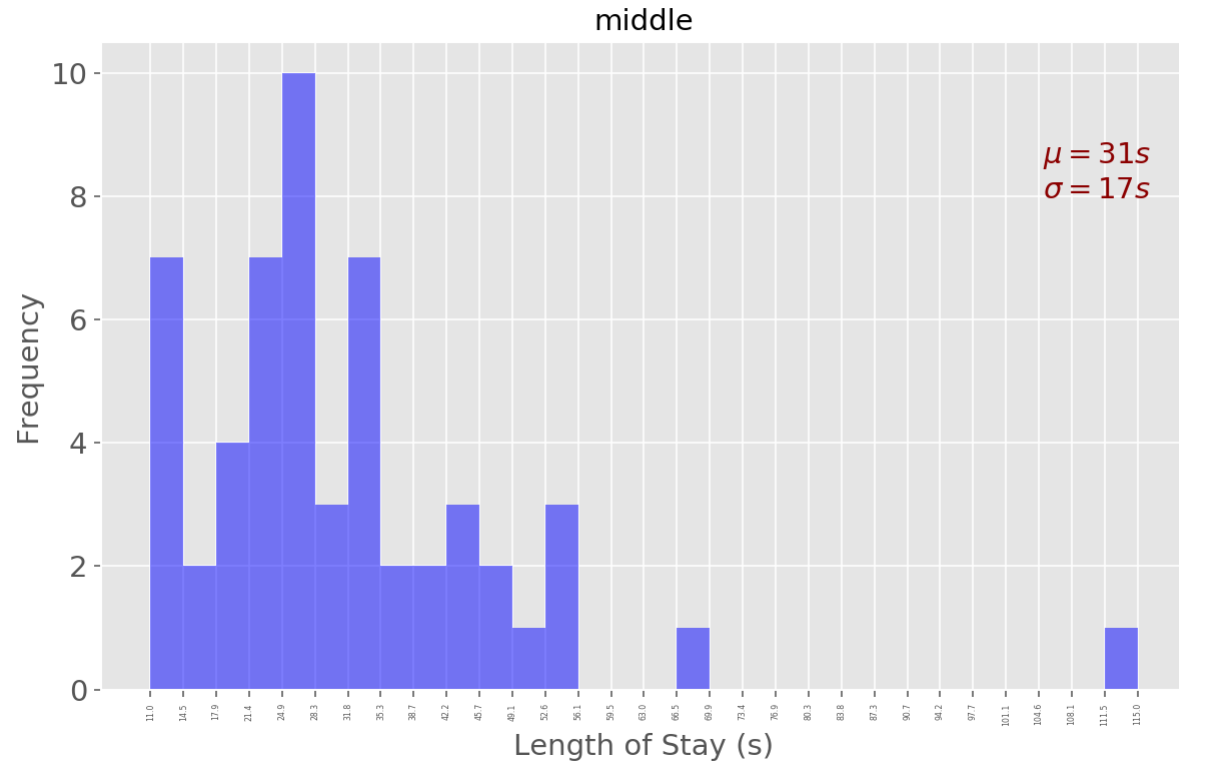 middle
10
8
6
4
2
0
Frequency
μ = 31s
σ = 17s
11.0 14.5 17.9 21.4 24.9 28.3 31.8 35.3 38.7 42.2 45.7 49.1 52.6 56.1 59.5 63.0 66.5 69.9 73.4 76.9 80.3 83.8 87.3 90.7 94.2 97.7 101.1 104.6 108.1 111.5 115.0
Length of Stay (s)